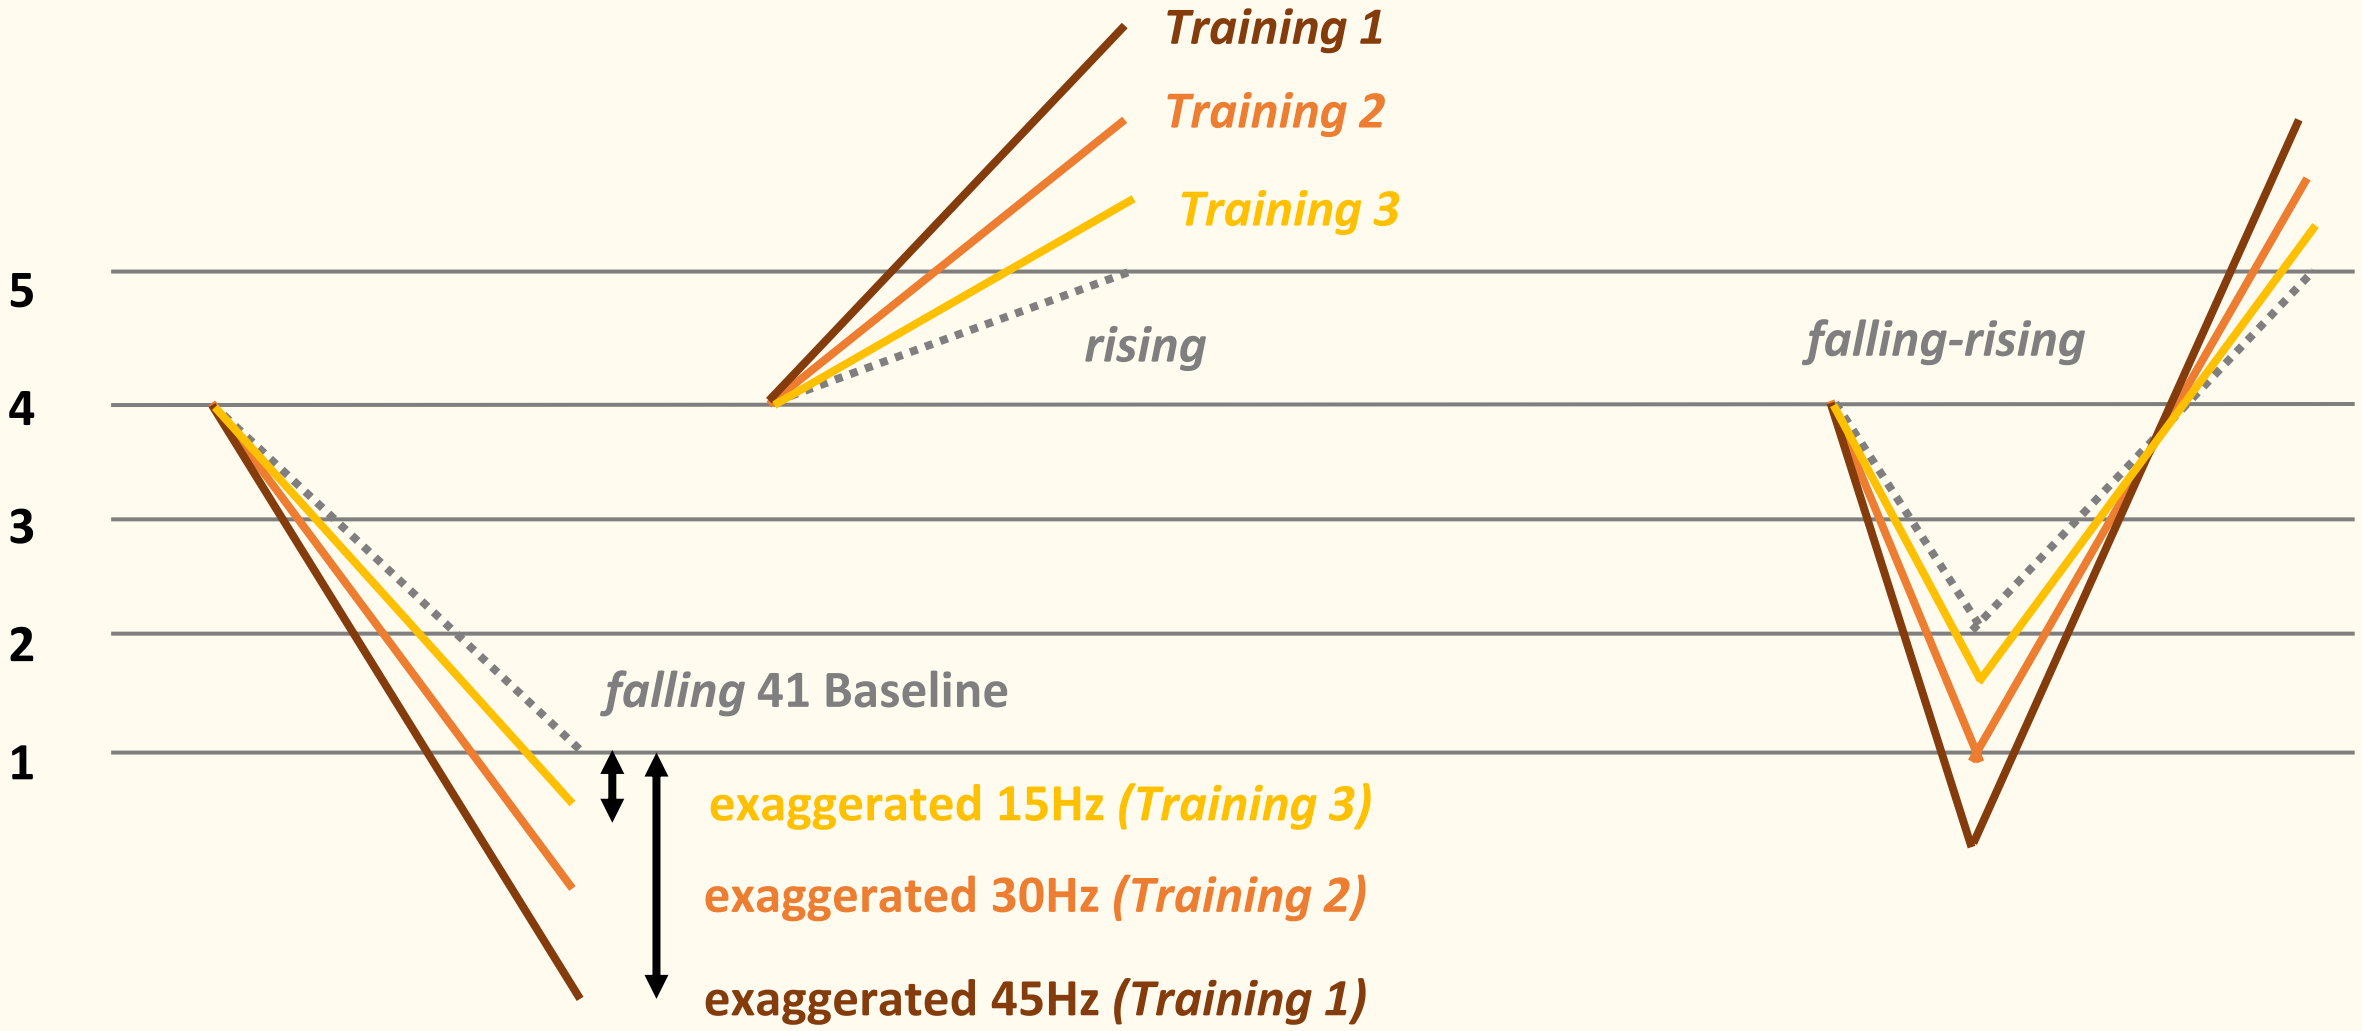 Training 1
Training 2
Training 3
5
rising
falling-rising
4
3
2
falling 41 Baseline
1
exaggerated 15Hz (Training 3)
exaggerated 30Hz (Training 2)
exaggerated 45Hz (Training 1)